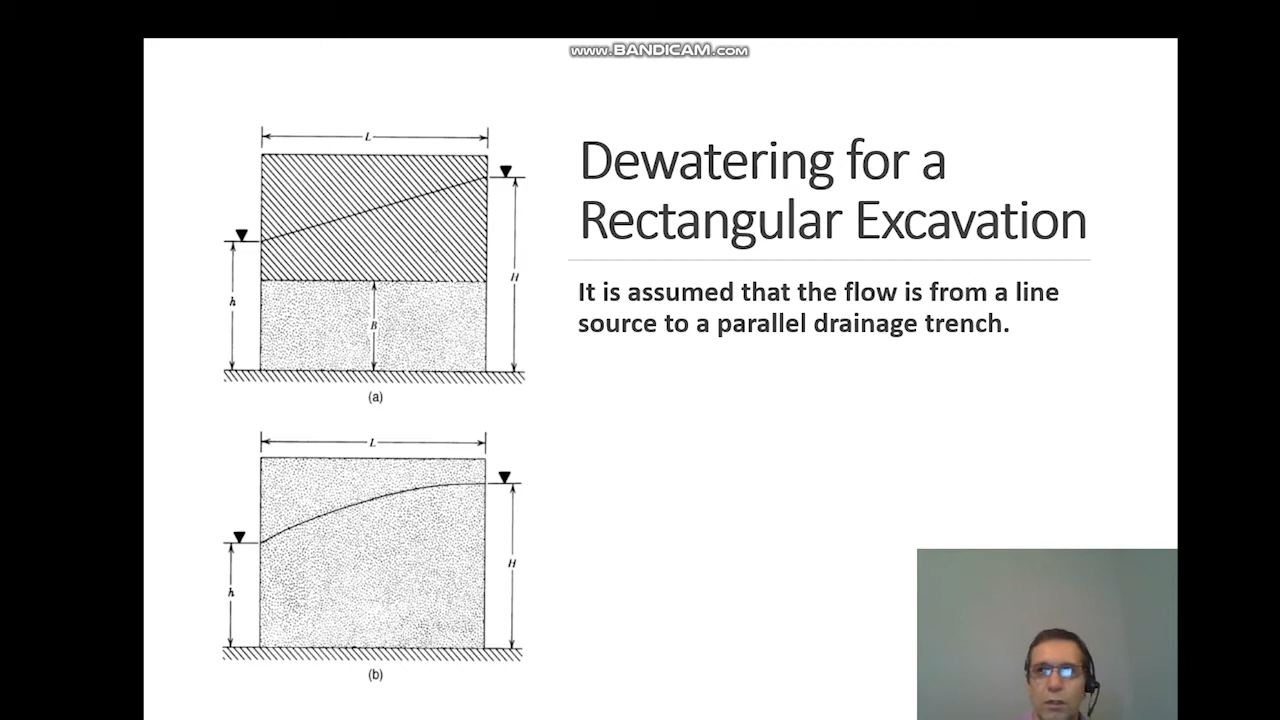 www.BANDICAM.com
L
h
H
B
(a)
L
h
H
(b)
Dewatering for a
Rectangular Excavation
It is assumed that the flow is from a line
source to a parallel drainage trench.